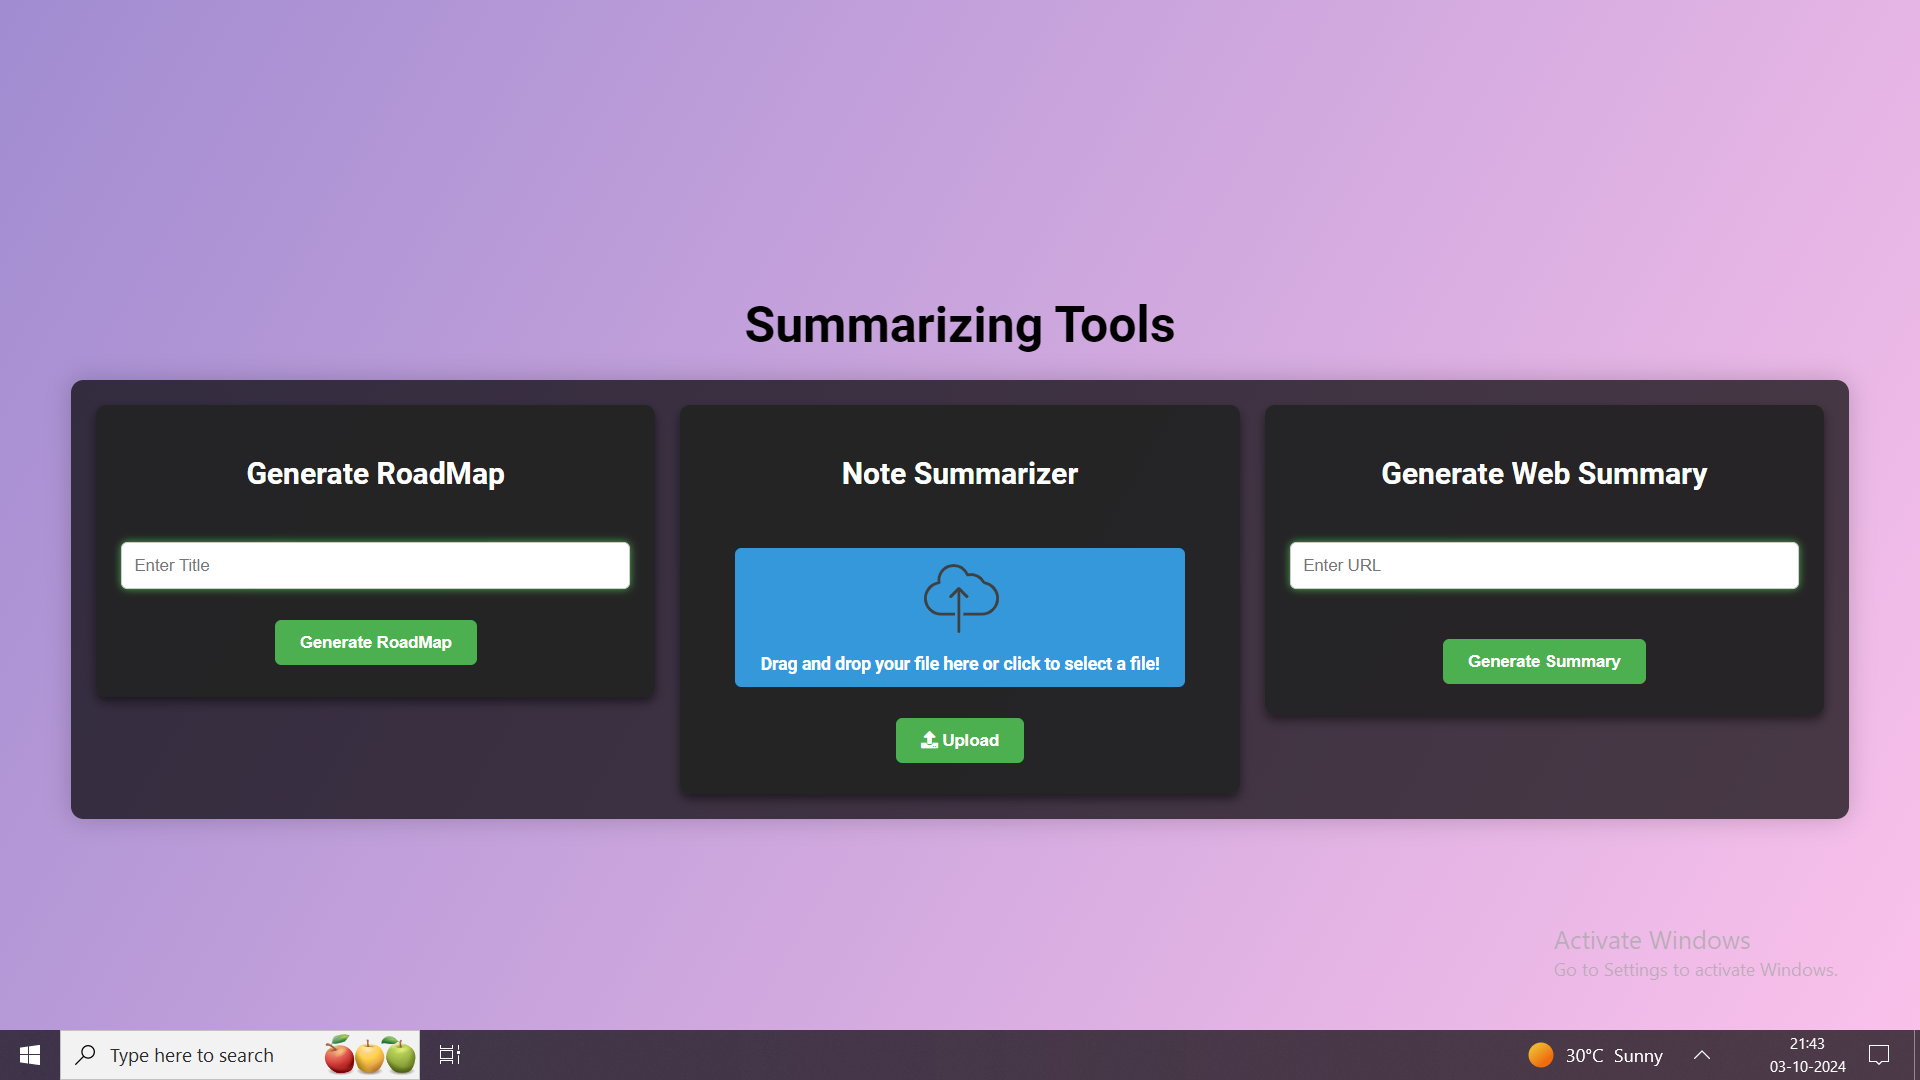 Summarizing Tools
Generate RoadMap
Enter Title
Generate RoadMap
Note Summarizer
Drag and drop your file here or click to select a file!
Upload
Generate Web Summary
Enter URL
Generate Summary
Activate Windows
Go to Settings to activate Windows.
Type here to search
30°C Sunny
21:43
03-10-2024